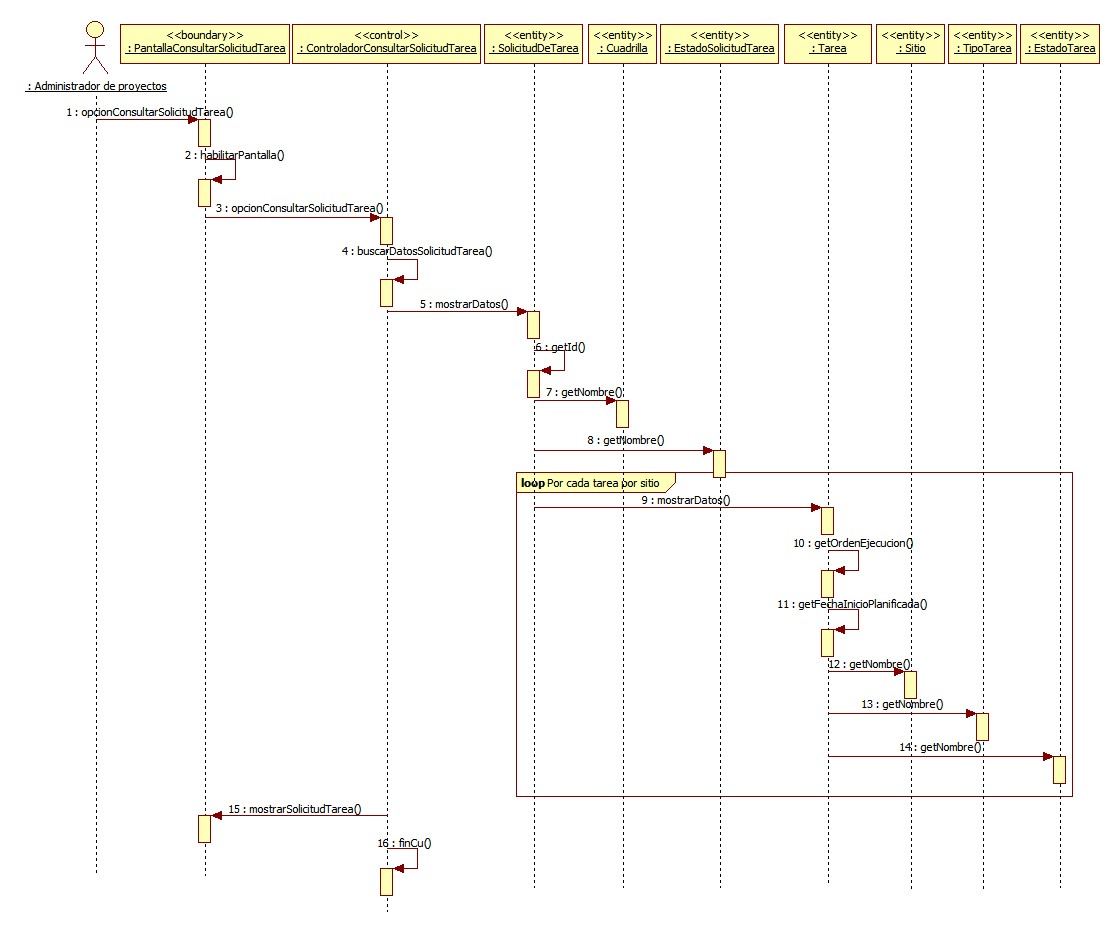 <<boundary>>
: PantallaConsultarSolicitudTarea
<<control>>
: ControladorConsultarSolicitudTarea
<<entity>>
: SolicitudDeTarea
<<entity>>
: Cuadrilla
<<entity>>
: EstadoSolicitudTarea
<<entity>>
: Tarea
<<entity>>
: Sitio
<<entity>>
: TipoTarea
<<entity>>
: EstadoTarea
: Administrador de proyectos
1 : opcionConsultarSolicitudTarea()
2 : habilitarPantalla()
3 : opcionConsultarSolicitudTarea()
4 : buscarDatosSolicitudTarea()
5 : mostrarDatos()
6 : getId()
7 : getNombre()
8 : getNombre()
loop Por cada tarea por sitio
9 : mostrarDatos()
10 : getOrdenEjecucion()
11 : getFechaInicioPlanificada()
12 : getNombre()
13 : getNombre()
14 : getNombre()
15 : mostrarSolicitudTarea()
16 : finCu()